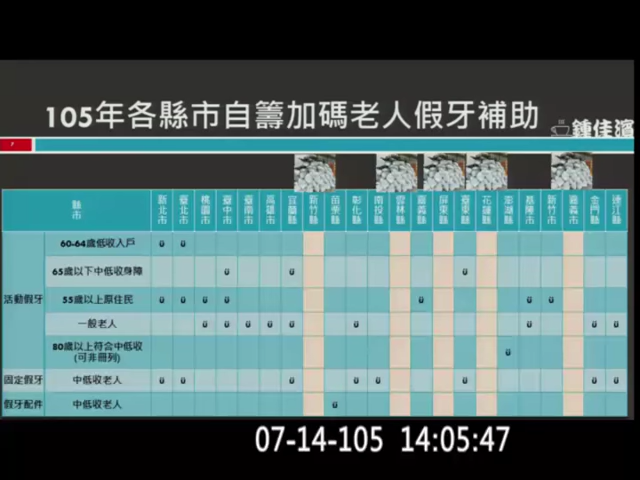 105年各縣市自籌加碼老人假牙補助
鍾佳濱
縣市 新北市 臺北市 桃園市 臺中市 臺南市 高雄市 宜蘭縣 新竹縣 苗栗縣 彰化縣 南投縣 雲林縣 嘉義縣 屏東縣 臺東縣 花蓮縣 澎湖縣 基隆市 新竹市 嘉義市 金門縣 連江縣
活動假牙
60-64歲低收入戶 ü ü
65歲以下中低收身障 ü ü ü
55歲以上原住民 ü ü ü ü ü ü ü
一般老人 ü ü ü ü ü ü ü ü ü
80歲以上符合中低收
(可非冊列) ü
固定假牙 中低收老人 ü ü ü ü ü ü ü ü
假牙配件 中低收老人 ü
07-14-105 14:05:47